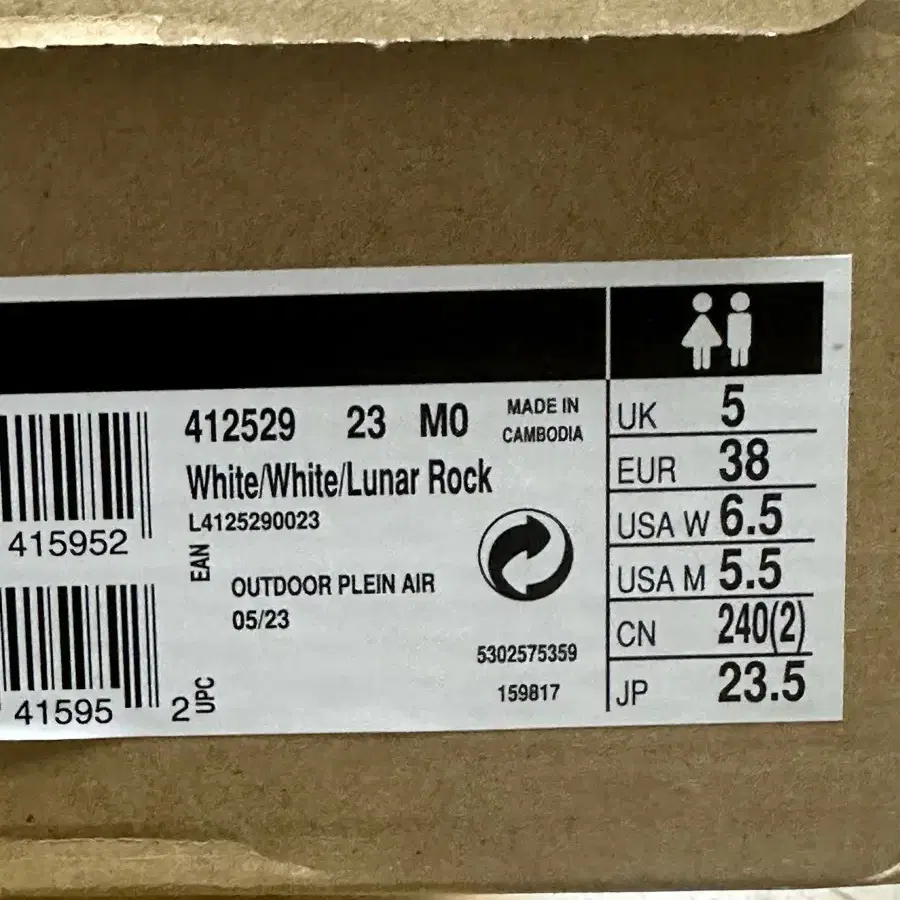 412529 23 M0
MADE IN
CAMBODIA
White/White/Lunar Rock
L4125290023
415952
EAN
OUTDOOR PLEIN AIR
05/23
5302575359
159817
41595 2
UPC
UK 5
EUR 38
USA W 6.5
USA M 5.5
CN 240(2)
JP 23.5